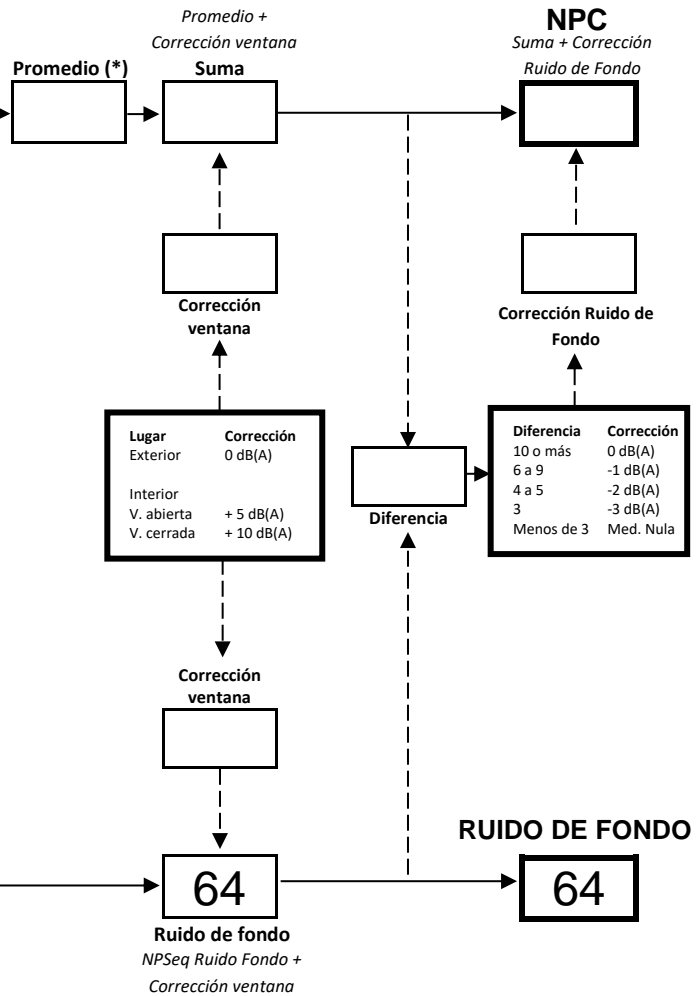 Promedio +
Corrección ventana
NPC
Suma + Corrección
Ruido de Fondo
Promedio (*)
Suma
Corrección
ventana
Corrección Ruido de
Fondo
Lugar Corrección
Exterior 0 dB(A)
Interior
V. abierta + 5 dB(A)
V. cerrada + 10 dB(A)
Diferencia
Diferencia Corrección
10 o más 0 dB(A)
6 a 9 -1 dB(A)
4 a 5 -2 dB(A)
3 -3 dB(A)
Menos de 3 Med. Nula
Corrección
ventana
RUIDO DE FONDO
64
64
Ruido de fondo
NPSeq Ruido Fondo +
Corrección ventana